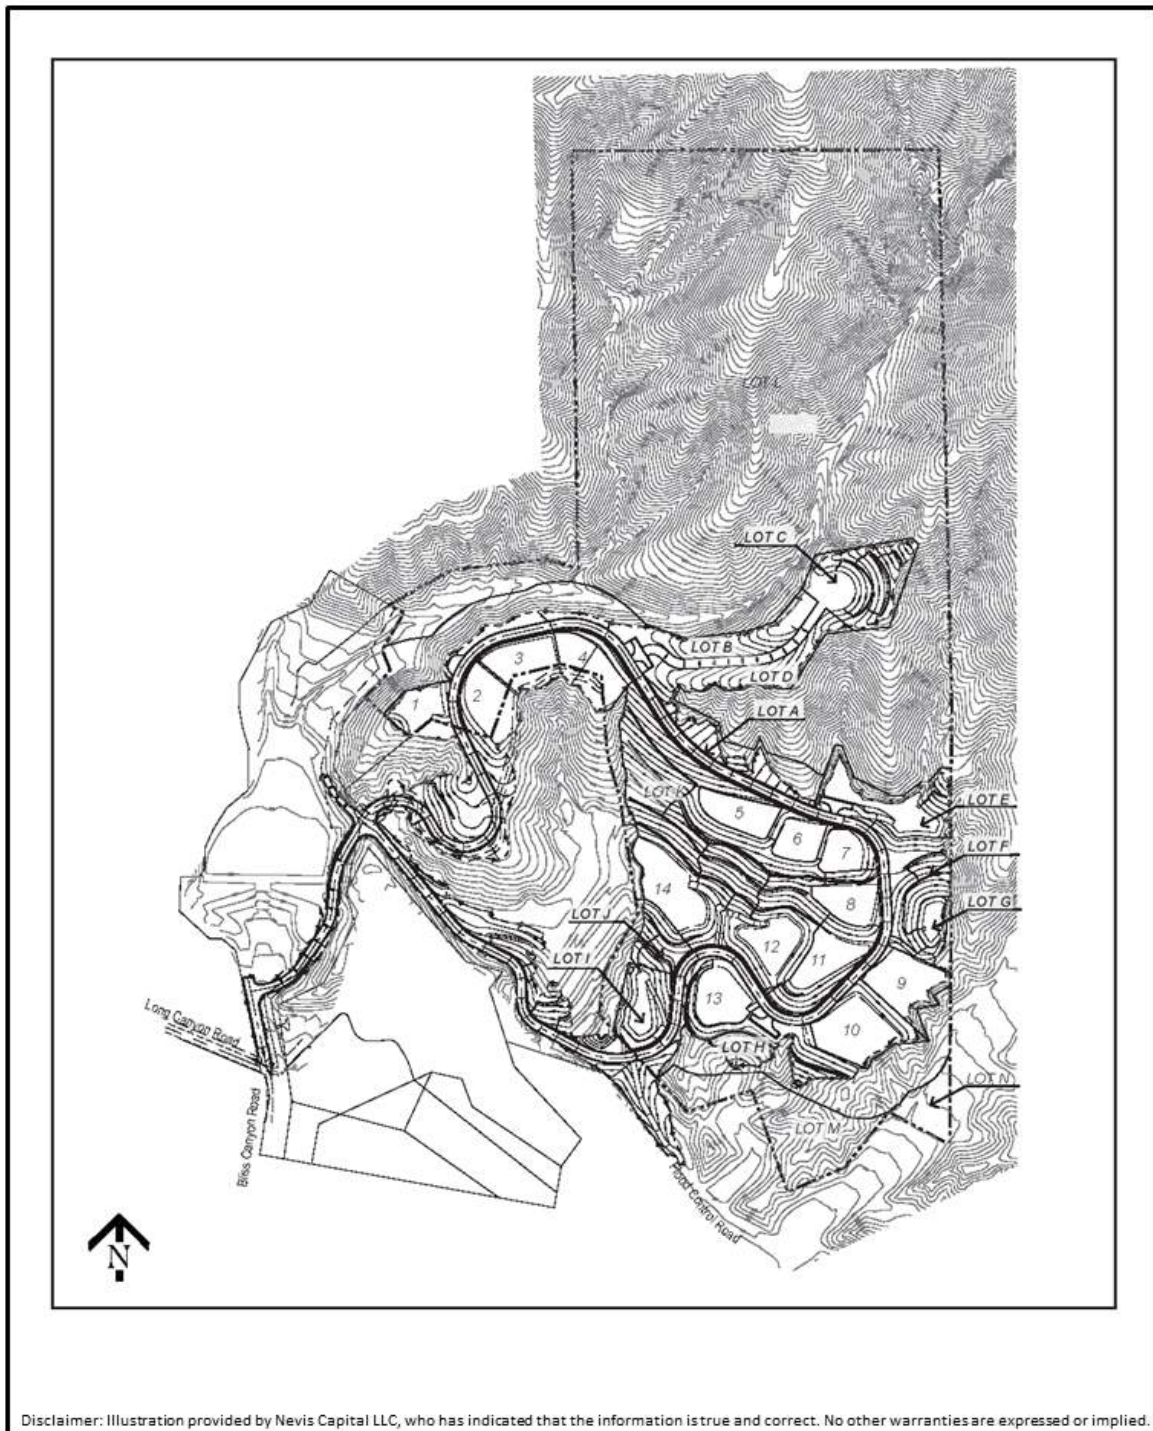 LOT L
LOT C
LOT B
3
4
LOT D
2
1
LOT A
LOT K
LOT E
5
6
7
LOT F
14
8
LOT G
LOT J
12
LOT I
11
9
13
10
Long Canyon Road
LOT H
LOT N
Bliss Canyon Road
LOT M
Flood Control Road
N
Disclaimer: Illustration provided by Nevis Capital LLC, who has indicated that the information is true and correct. No other warranties are expressed or implied.